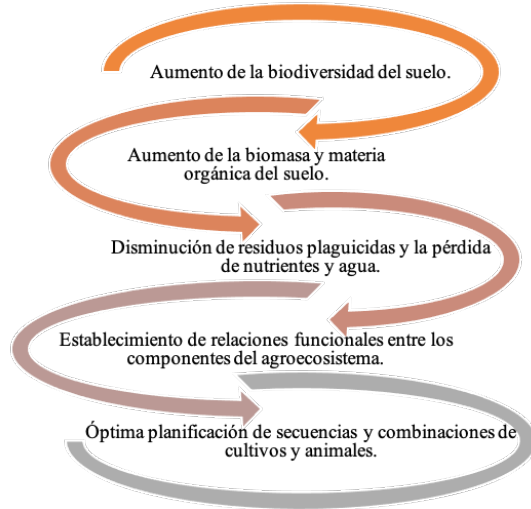 Aumento de la biodiversidad del suelo.
Aumento de la biomasa y materia
orgánica del suelo.
Disminución de residuos plaguicidas y la pérdida
de nutrientes y agua.
Establecimiento de relaciones funcionales entre los
componentes del agroecosistema.
Óptima planificación de secuencias y combinaciones de
cultivos y animales.